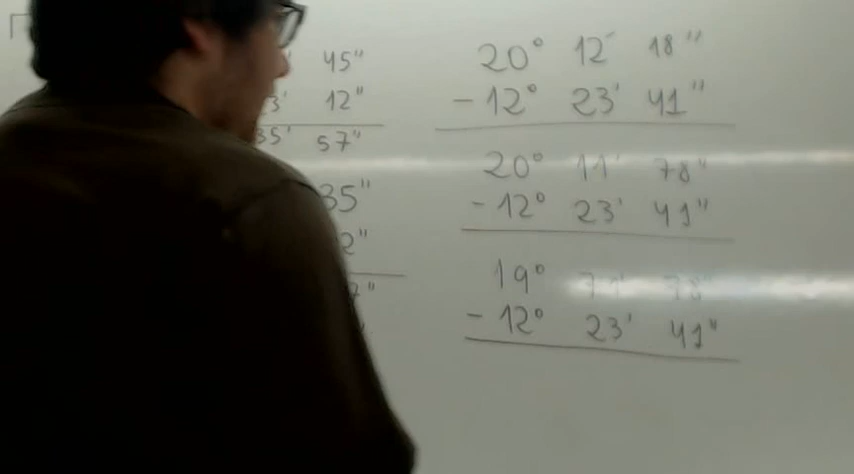 45"
3' 12"
35' 57"
35"
2"
7"
20° 12' 18"
- 12° 23' 41"
20° 11' 78"
- 12° 23' 41"
19° 71' 78"
- 12° 23' 41"